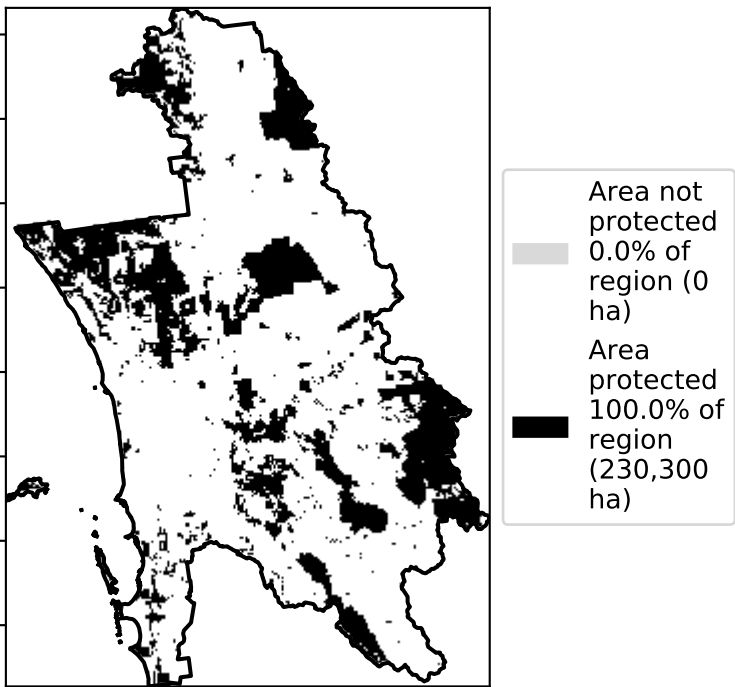 Area not
protected
0.0% of
region (0
ha)
Area
protected
100.0% of
region
(230,300
ha)